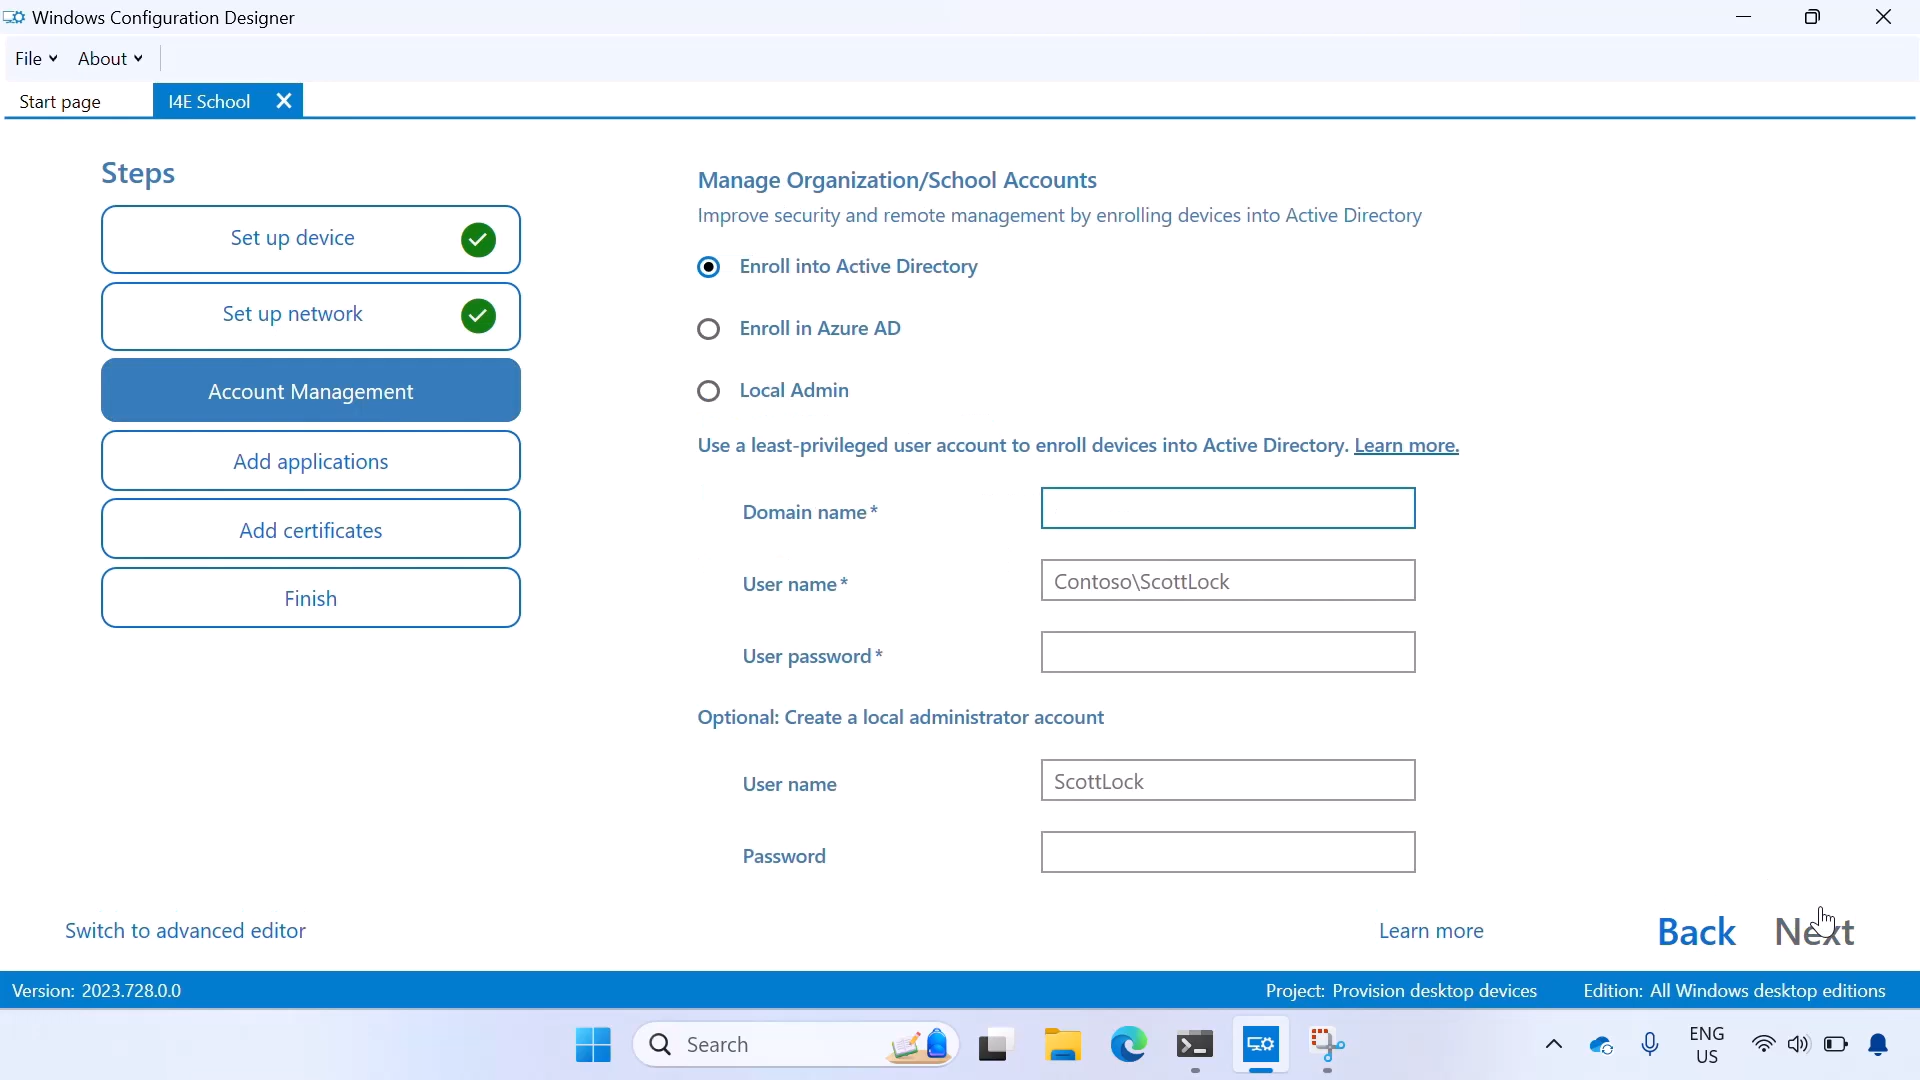 Windows Configuration Designer
File About
Start page I4E School
Steps
Set up device
Set up network
Account Management
Add applications
Add certificates
Finish
Manage Organization/School Accounts
Improve security and remote management by enrolling devices into Active Directory
Enroll into Active Directory
Enroll in Azure AD
Local Admin
Use a least-privileged user account to enroll devices into Active Directory. Learn more.
Domain name*
User name* Contoso\ScottLock
User password*
Optional: Create a local administrator account
User name ScottLock
Password
Switch to advanced editor Learn more Back Next
Version: 2023.728.0.0 Project: Provision desktop devices Edition: All Windows desktop editions
Search ENG
US